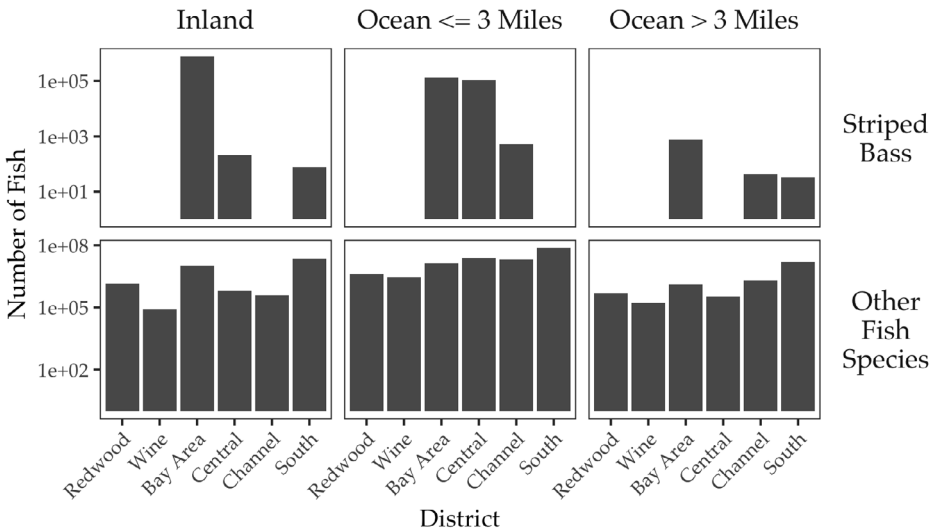 Inland
Ocean <= 3 Miles
Ocean > 3 Miles
Number of Fish
1e+05
1e+03
1e+01
Striped
Bass
1e+08
1e+05
1e+02
Other
Fish
Species
Redwood
Wine
Bay Area
Central
Channel
South
Redwood
Wine
Bay Area
Central
Channel
South
Redwood
Wine
Bay Area
Central
Channel
South
District